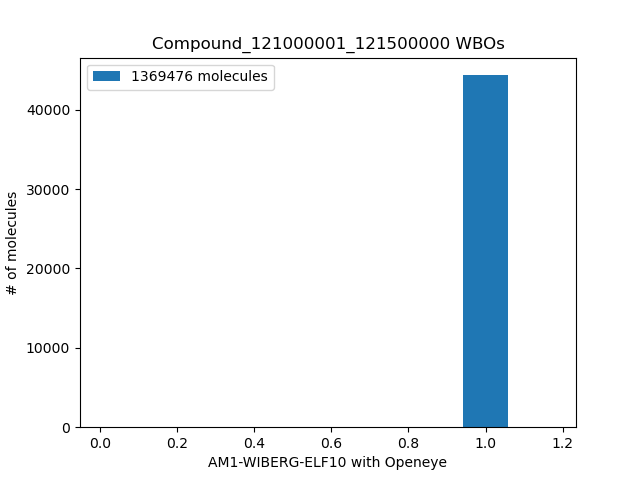 Compound_121000001_121500000 WBOs
1369476 molecules
40000
30000
20000
10000
0
# of molecules
0.0 0.2 0.4 0.6 0.8 1.0 1.2
AM1-WIBERG-ELF10 with Openeye